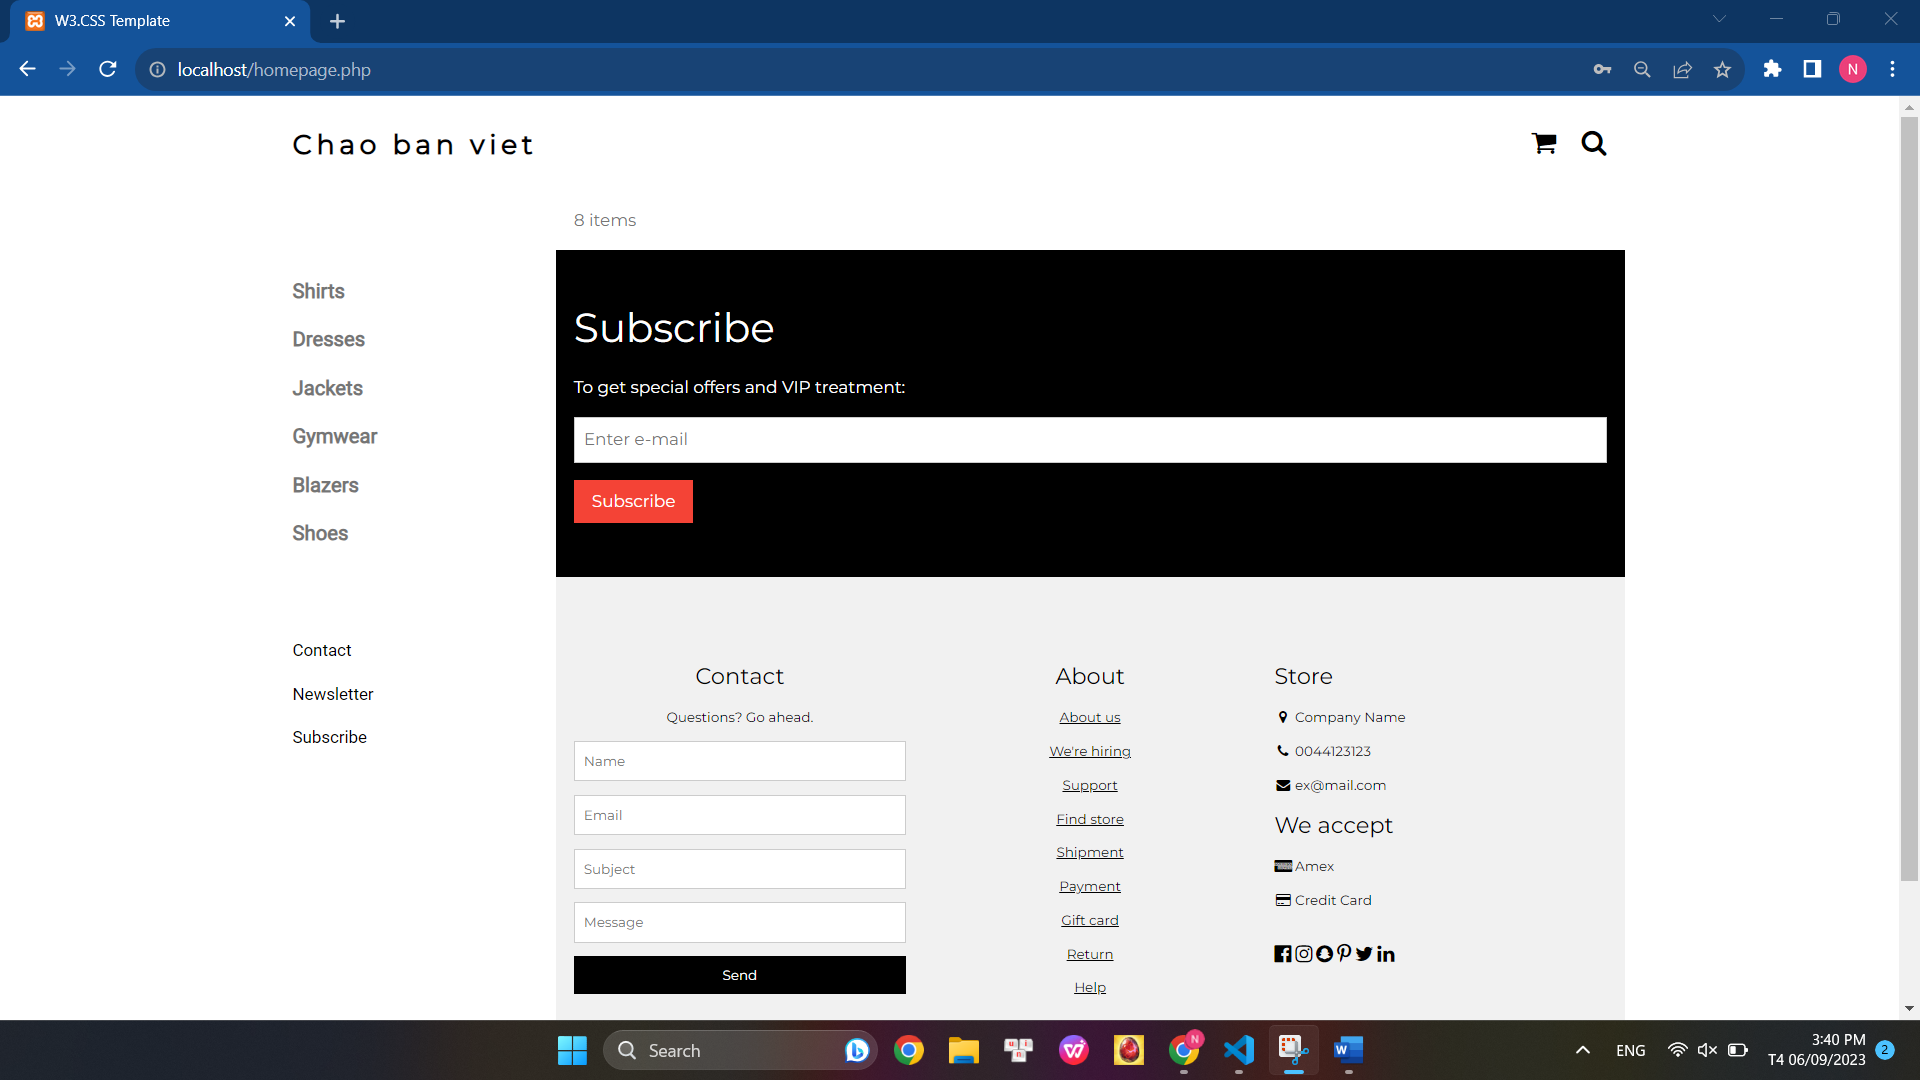 W3.CSS Template
localhost/homepage.php
N
Chao ban viet
8 items
Shirts
Dresses
Jackets
Gymwear
Blazers
Shoes
Contact
Newsletter
Subscribe
Subscribe
To get special offers and VIP treatment:
Enter e-mail
Subscribe
Contact
Questions? Go ahead.
Name
Email
Subject
Message
Send
About
About us
We're hiring
Support
Find store
Shipment
Payment
Gift card
Return
Help
Store
Company Name
0044123123
ex@mail.com
We accept
Amex
Credit Card
Search
N
W
ENG
3:40 PM
T4 06/09/2023
2